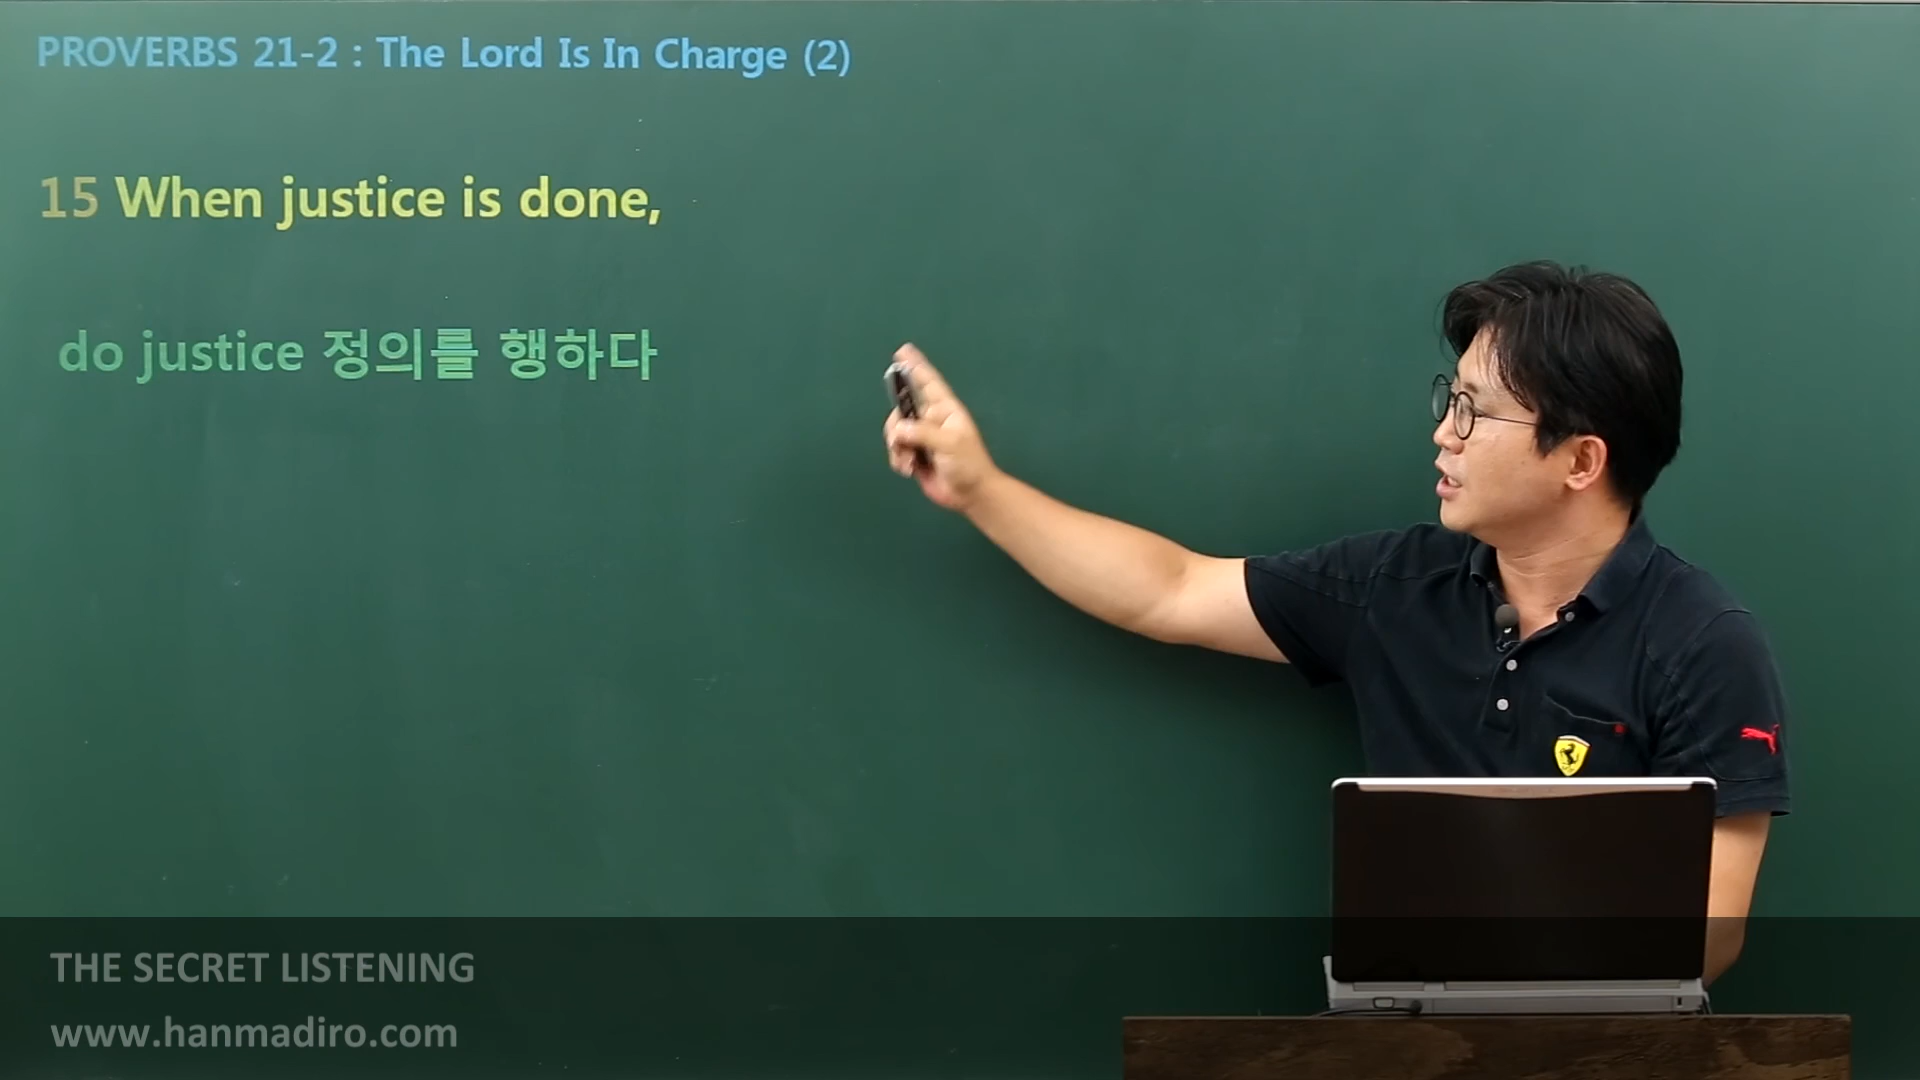 PROVERBS 21-2 : The Lord Is In Charge (2)
15 When justice is done,
do justice 정의를 행하다
THE SECRET LISTENING
www.hanmadiro.com